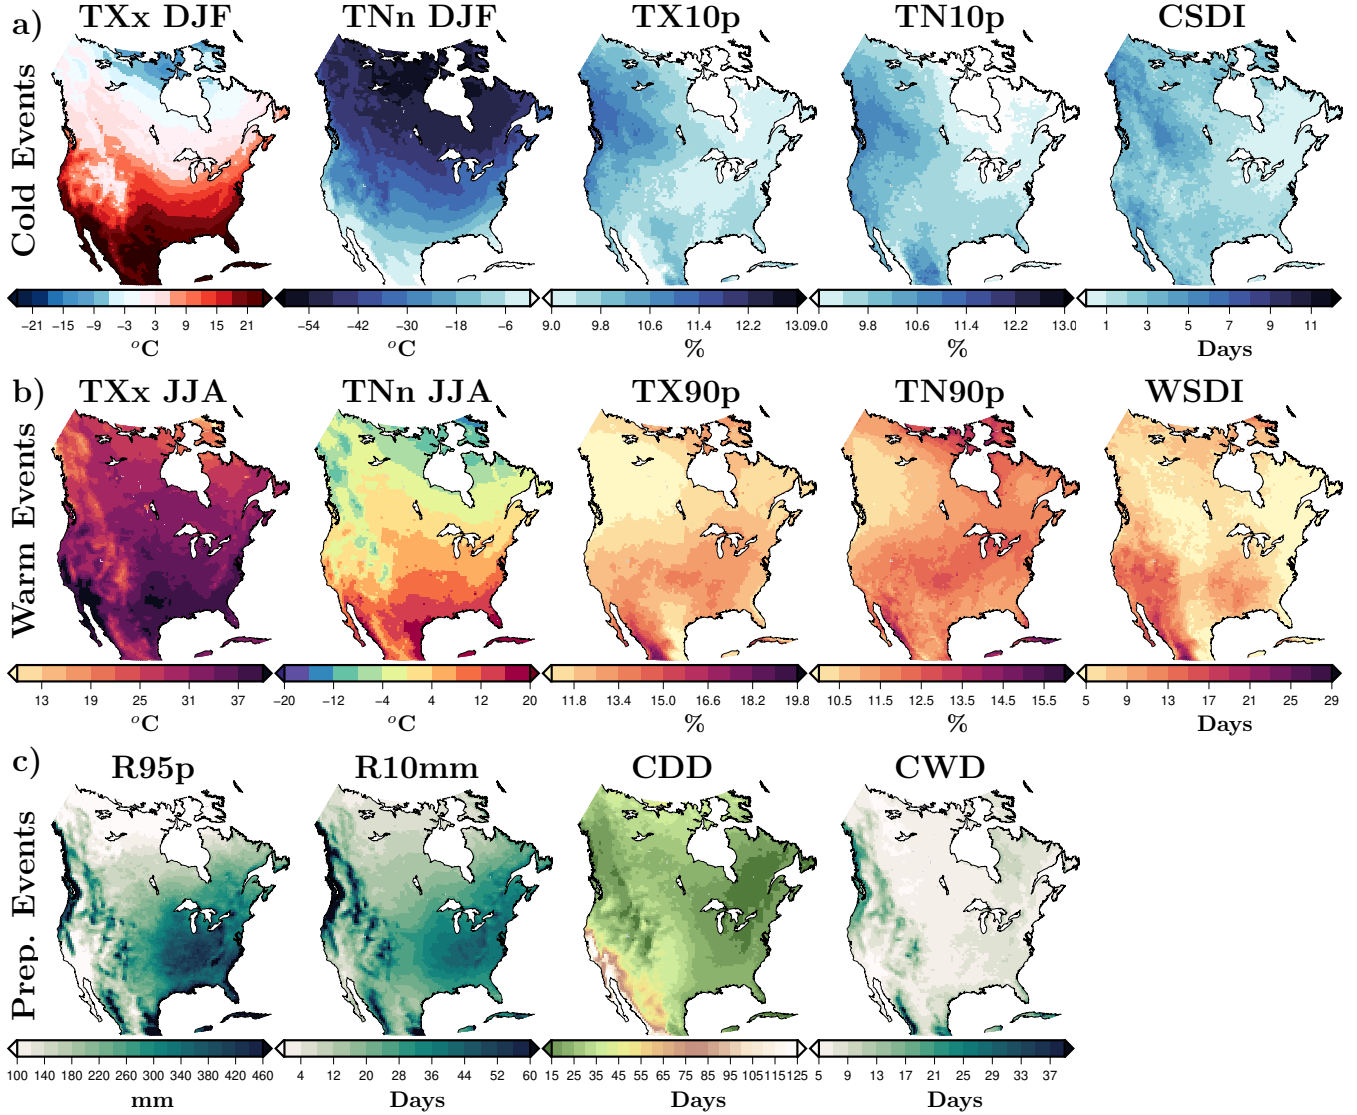 a) TXx DJF TNn DJF TX10p TN10p CSDI
Cold Events
−21 −15 −9 −3 3 9 15 21 −54 −42 −30 −18 −6 9.0 9.8 10.6 11.4 12.2 13.0 9.0 9.8 10.6 11.4 12.2 13.0 1 3 5 7 9 11
°C °C % % Days
b) TXx JJA TNn JJA TX90p TN90p WSDI
Warm Events
13 19 25 31 37 −20 −12 −4 4 12 20 11.8 13.4 15.0 16.6 18.2 19.8 10.5 11.5 12.5 13.5 14.5 15.5 5 9 13 17 21 25 29
°C °C % % Days
c) R95p R10mm CDD CWD
Prep. Events
100 140 180 220 260 300 340 380 420 460 4 12 20 28 36 44 52 60 15 25 35 45 55 65 75 85 95 105 115 125 5 9 13 17 21 25 29 33 37
mm Days Days Days